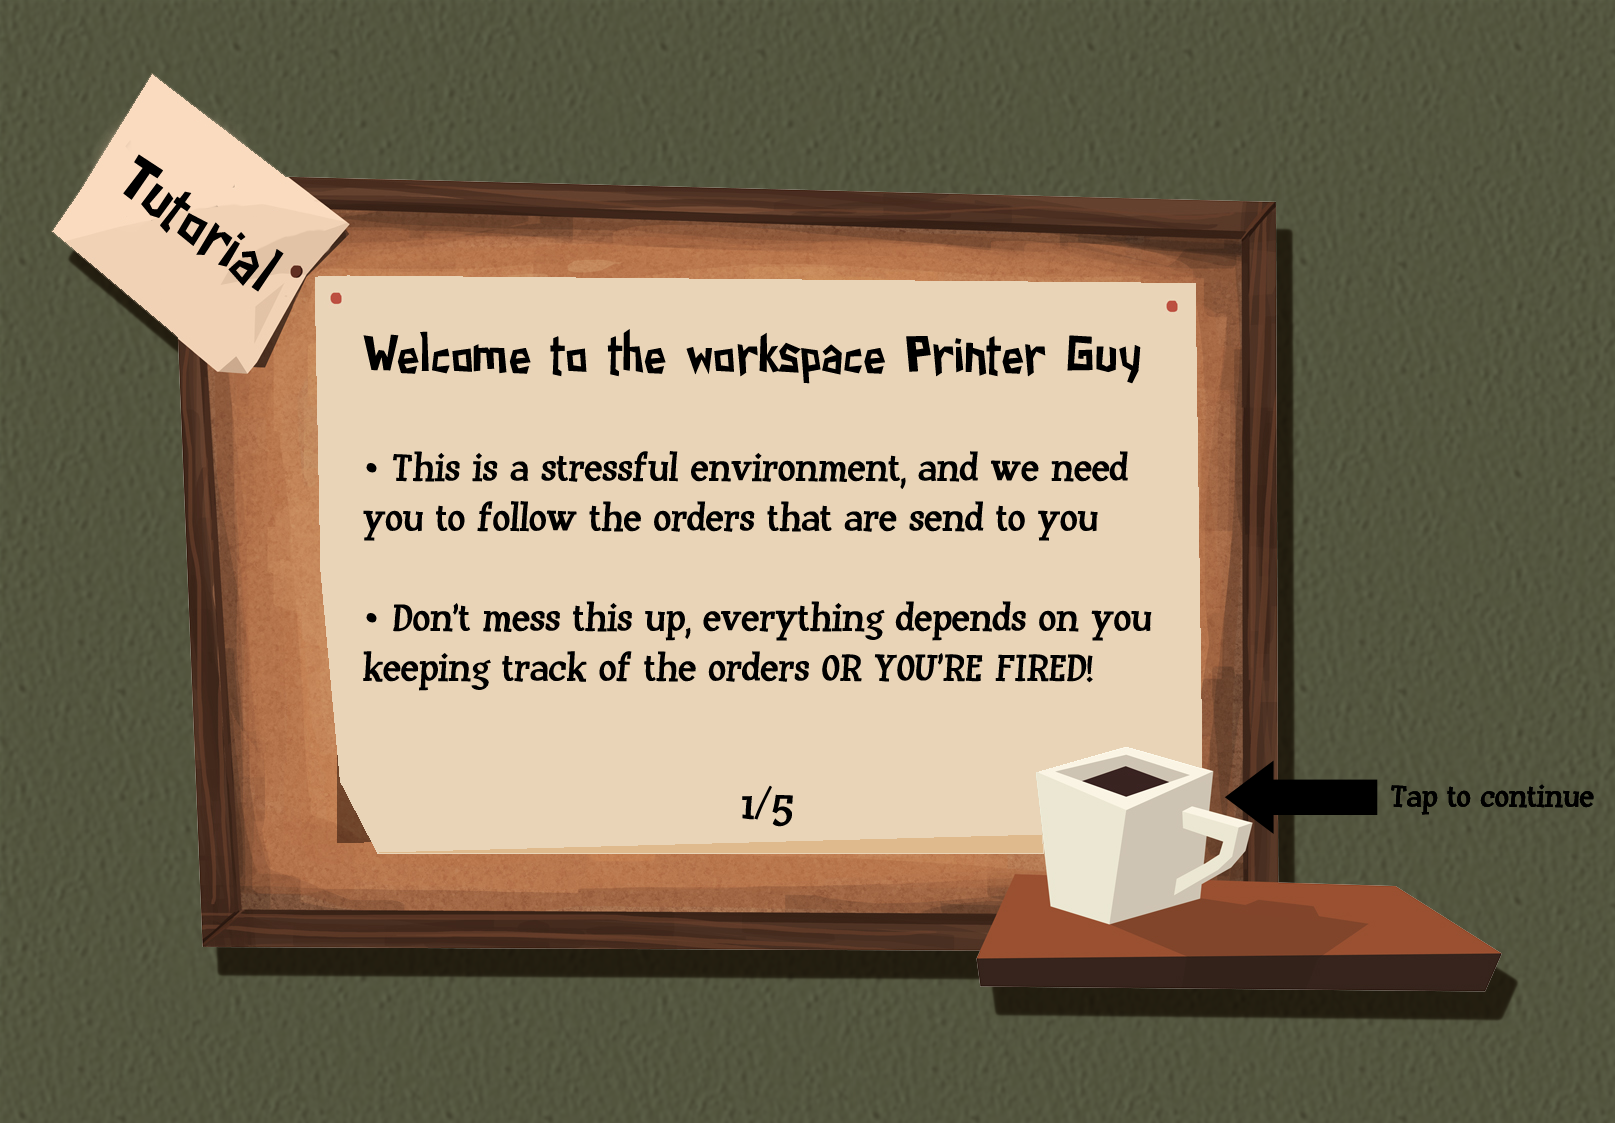 Tutorial
Welcome to the workspace Printer Guy
• This is a stressful environment, and we need
you to follow the orders that are send to you
• Don't mess this up, everything depends on you
keeping track of the orders OR YOU'RE FIRED!
1/5
Tap to continue